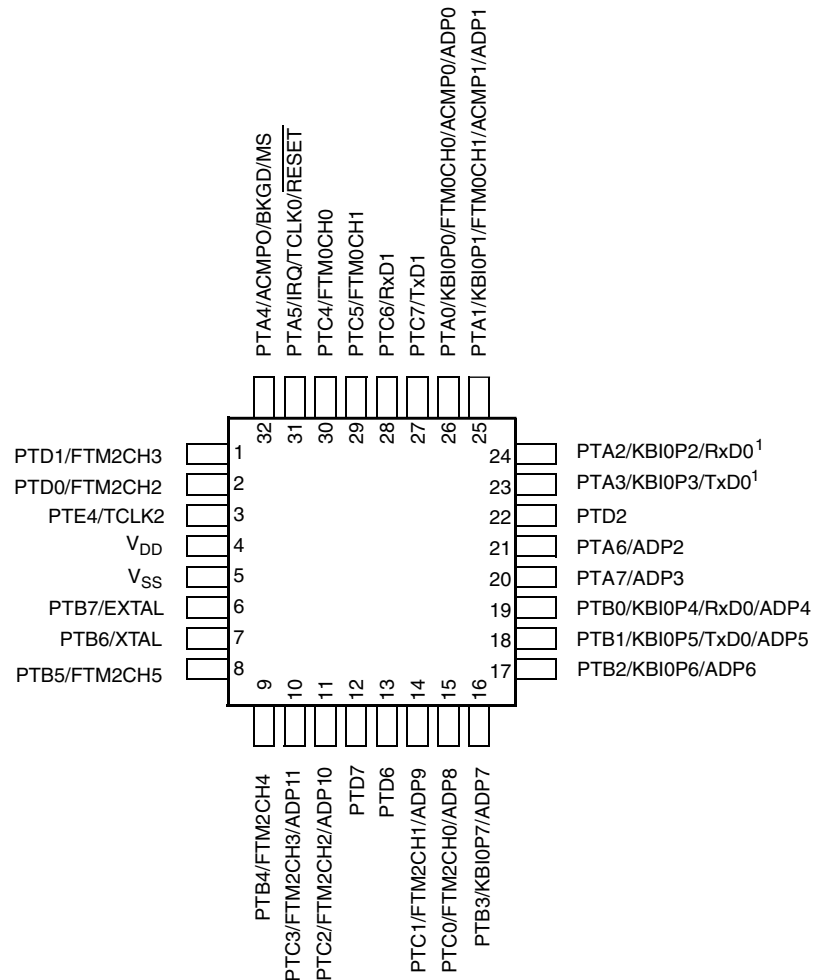 PTA4/ACMPO/BKGD/MS
PTA5/IRQ/TCLK0/RESET
PTC4/FTM0CH0
PTC5/FTM0CH1
PTC6/RxD1
PTC7/TxD1
PTA0/KBI0P0/FTM0CH0/ACMP0/ADP0
PTA1/KBI0P1/FTM0CH1/ACMP1/ADP1
32
31
30
29
28
27
26
25
PTD1/FTM2CH3 1
PTD0/FTM2CH2 2
PTE4/TCLK2 3
VDD 4
VSS 5
PTB7/EXTAL 6
PTB6/XTAL 7
PTB5/FTM2CH5 8
24 PTA2/KBI0P2/RxD0¹
23 PTA3/KBI0P3/TxD0¹
22 PTD2
21 PTA6/ADP2
20 PTA7/ADP3
19 PTB0/KBI0P4/RxD0/ADP4
18 PTB1/KBI0P5/TxD0/ADP5
17 PTB2/KBI0P6/ADP6
9
10
11
12
13
14
15
16
PTB4/FTM2CH4
PTC3/FTM2CH3/ADP11
PTC2/FTM2CH2/ADP10
PTD7
PTD6
PTC1/FTM2CH1/ADP9
PTC0/FTM2CH0/ADP8
PTB3/KBI0P7/ADP7